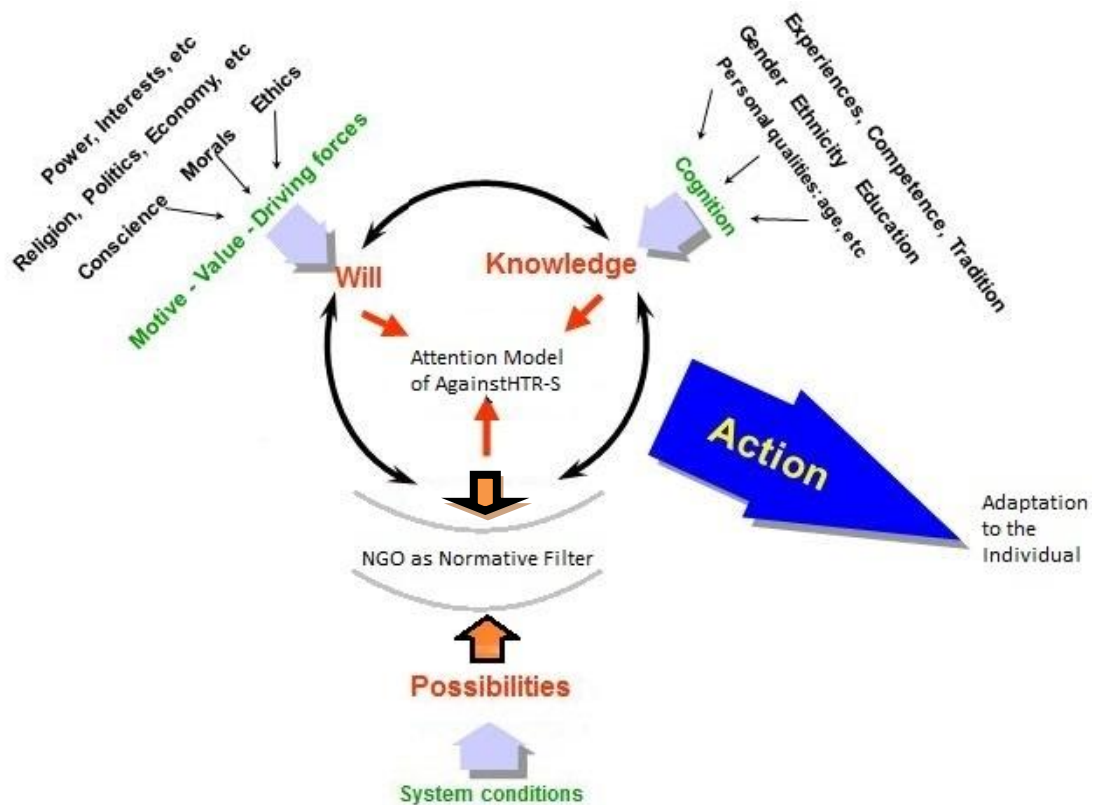 Power, Interests, etc
Religion, Politics, Economy, etc
Conscience Morals Ethics
Motive - Value - Driving forces
Experiences, Competence, Tradition
Gender Ethnicity Education
Personal qualities: age, etc
Cognition
Will
Knowledge
Attention Model
of AgainstHTR-S
Action
Adaptation
to the
Individual
NGO as Normative Filter
Possibilities
System conditions